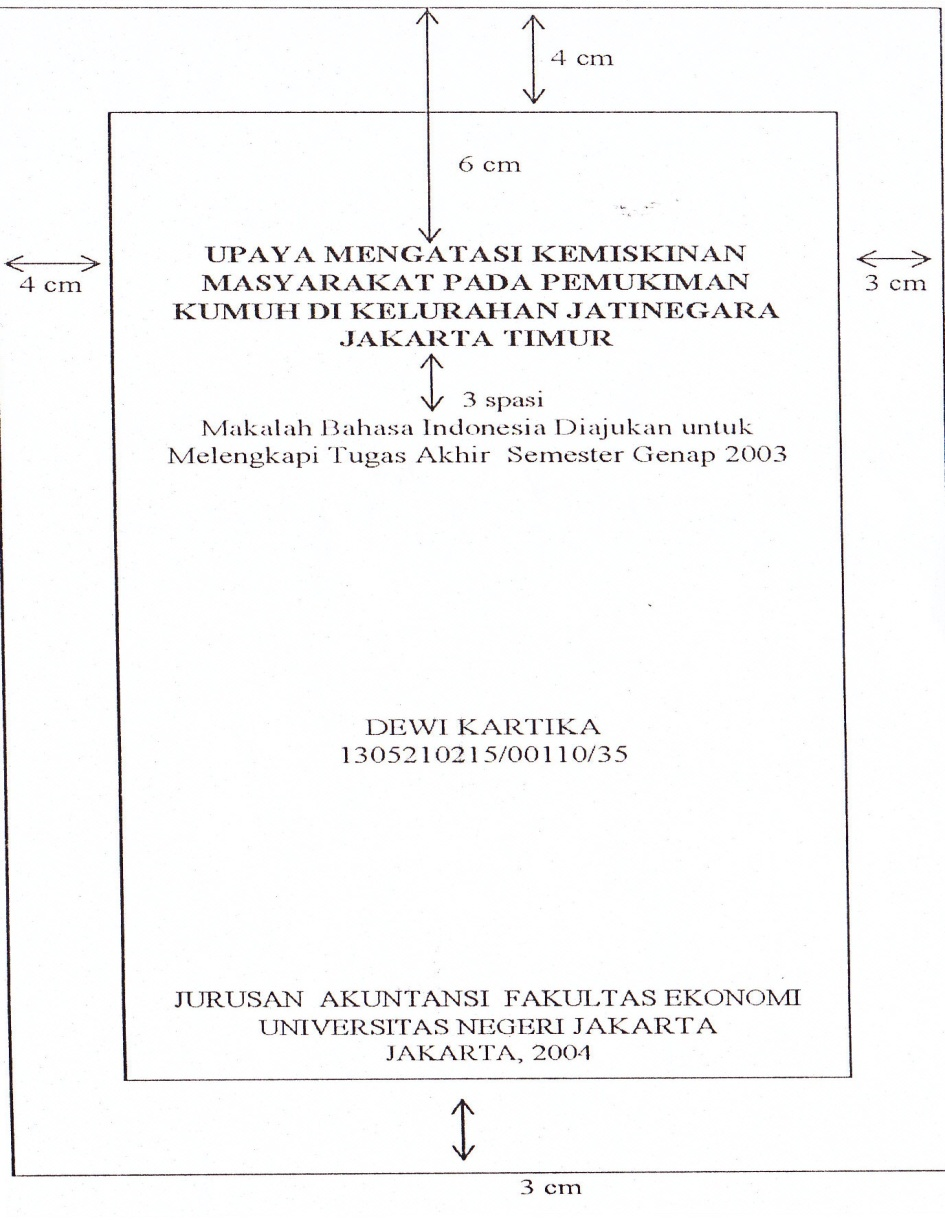 4 cm
6 cm
UPAYA MENGATASI KEMISKINAN
MASYARAKAT PADA PEMUKIMAN
KUMUH DI KELURAHAN JATINEGARA
JAKARTA TIMUR
4 cm
3 cm
3 spasi
Makalah Bahasa Indonesia Diajukan untuk
Melengkapi Tugas Akhir Semester Genap 2003
DEWI KARTIKA
1305210215/00110/35
JURUSAN AKUNTANSI FAKULTAS EKONOMI
UNIVERSITAS NEGERI JAKARTA
JAKARTA, 2004
3 cm